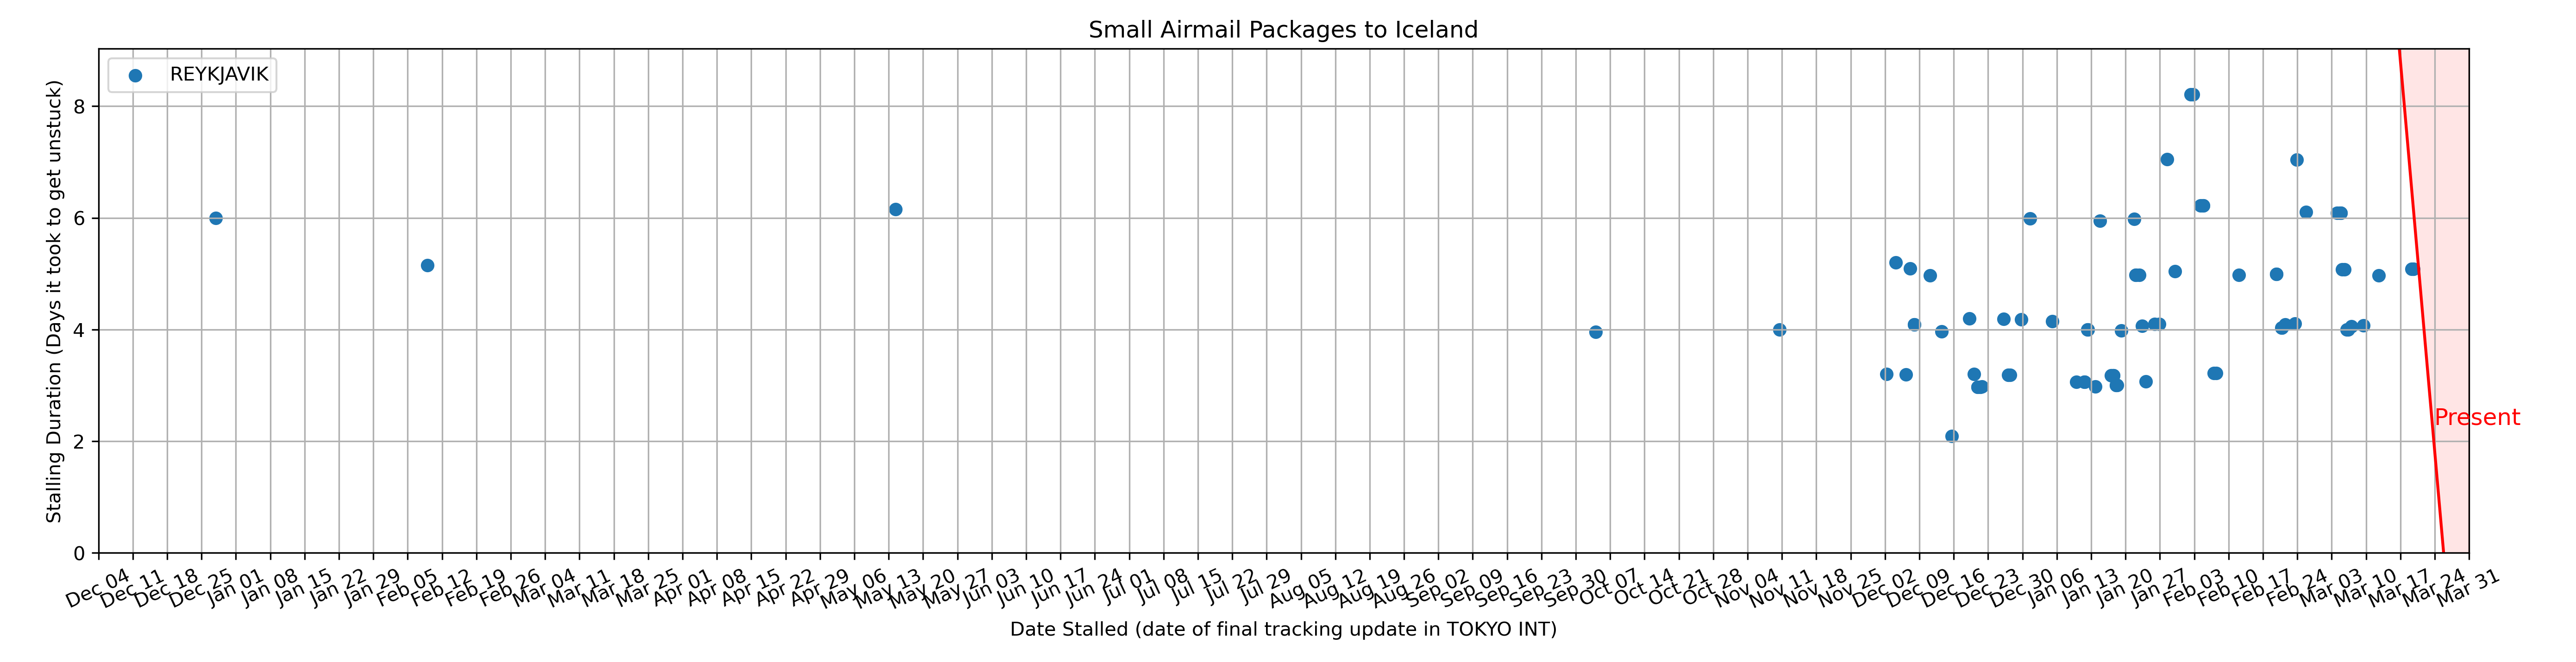 Small Airmail Packages to Iceland
REYKJAVIK
Stalling Duration (Days it took to get unstuck)
8
6
4
2
0
Present
Dec 04
Dec 11
Dec 18
Dec 25
Jan 01
Jan 08
Jan 15
Jan 22
Jan 29
Feb 05
Feb 12
Feb 19
Feb 26
Mar 04
Mar 11
Mar 18
Mar 25
Apr 01
Apr 08
Apr 15
Apr 22
Apr 29
May 06
May 13
May 20
May 27
Jun 03
Jun 10
Jun 17
Jun 24
Jul 01
Jul 08
Jul 15
Jul 22
Jul 29
Aug 05
Aug 12
Aug 19
Aug 26
Sep 02
Sep 09
Sep 16
Sep 23
Sep 30
Oct 07
Oct 14
Oct 21
Oct 28
Nov 04
Nov 11
Nov 18
Nov 25
Dec 02
Dec 09
Dec 16
Dec 23
Dec 30
Jan 06
Jan 13
Jan 20
Jan 27
Feb 03
Feb 10
Feb 17
Feb 24
Mar 03
Mar 10
Mar 17
Mar 24
Mar 31
Date Stalled (date of final tracking update in TOKYO INT)